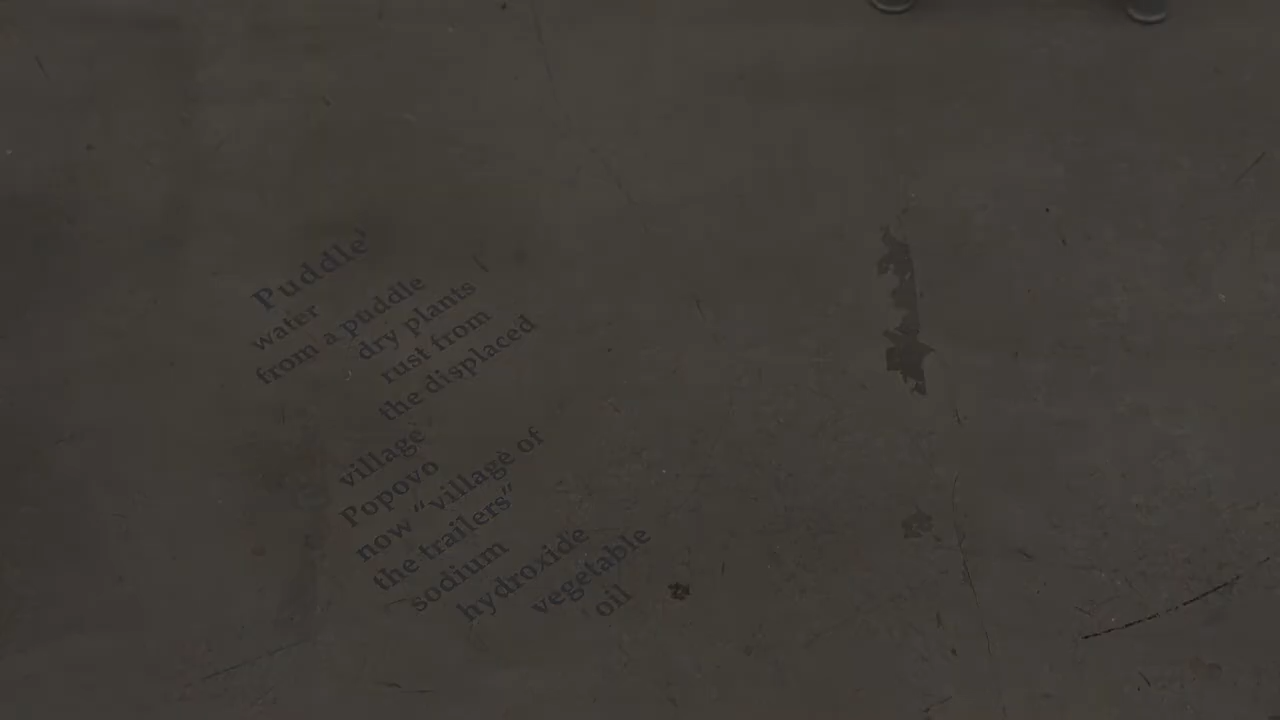 Puddle
water
from a puddle
dry plants
rust from
the displaced
village
Popovo
now “village of
the trailers”
sodium
hydroxide
vegetable
oil